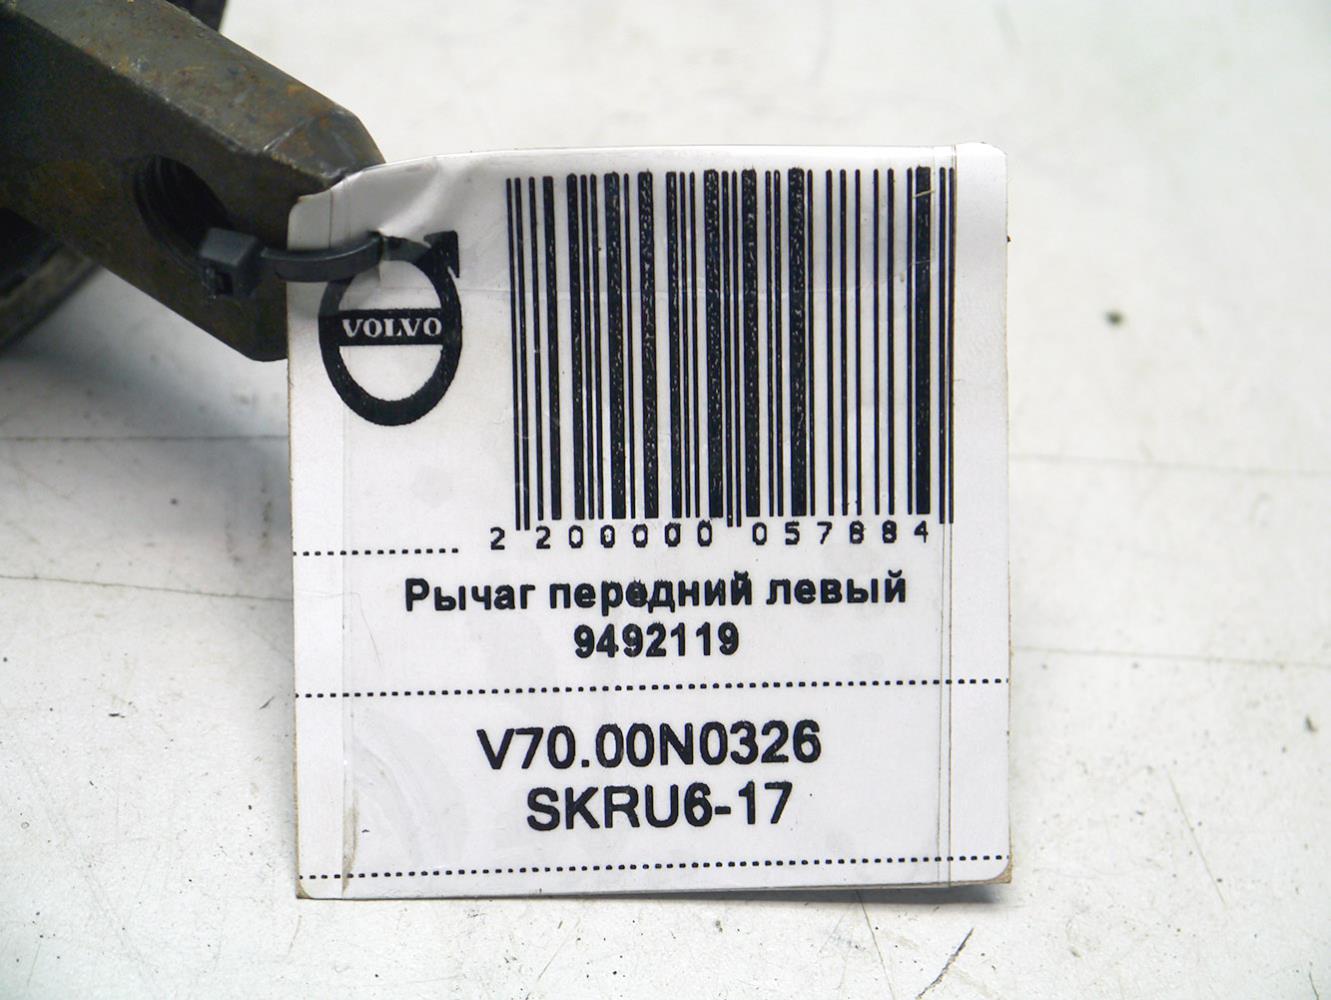 VOLVO
2 200000 057884
Рычаг передний левый
9492119
V70.00N0326
SKRU6-17